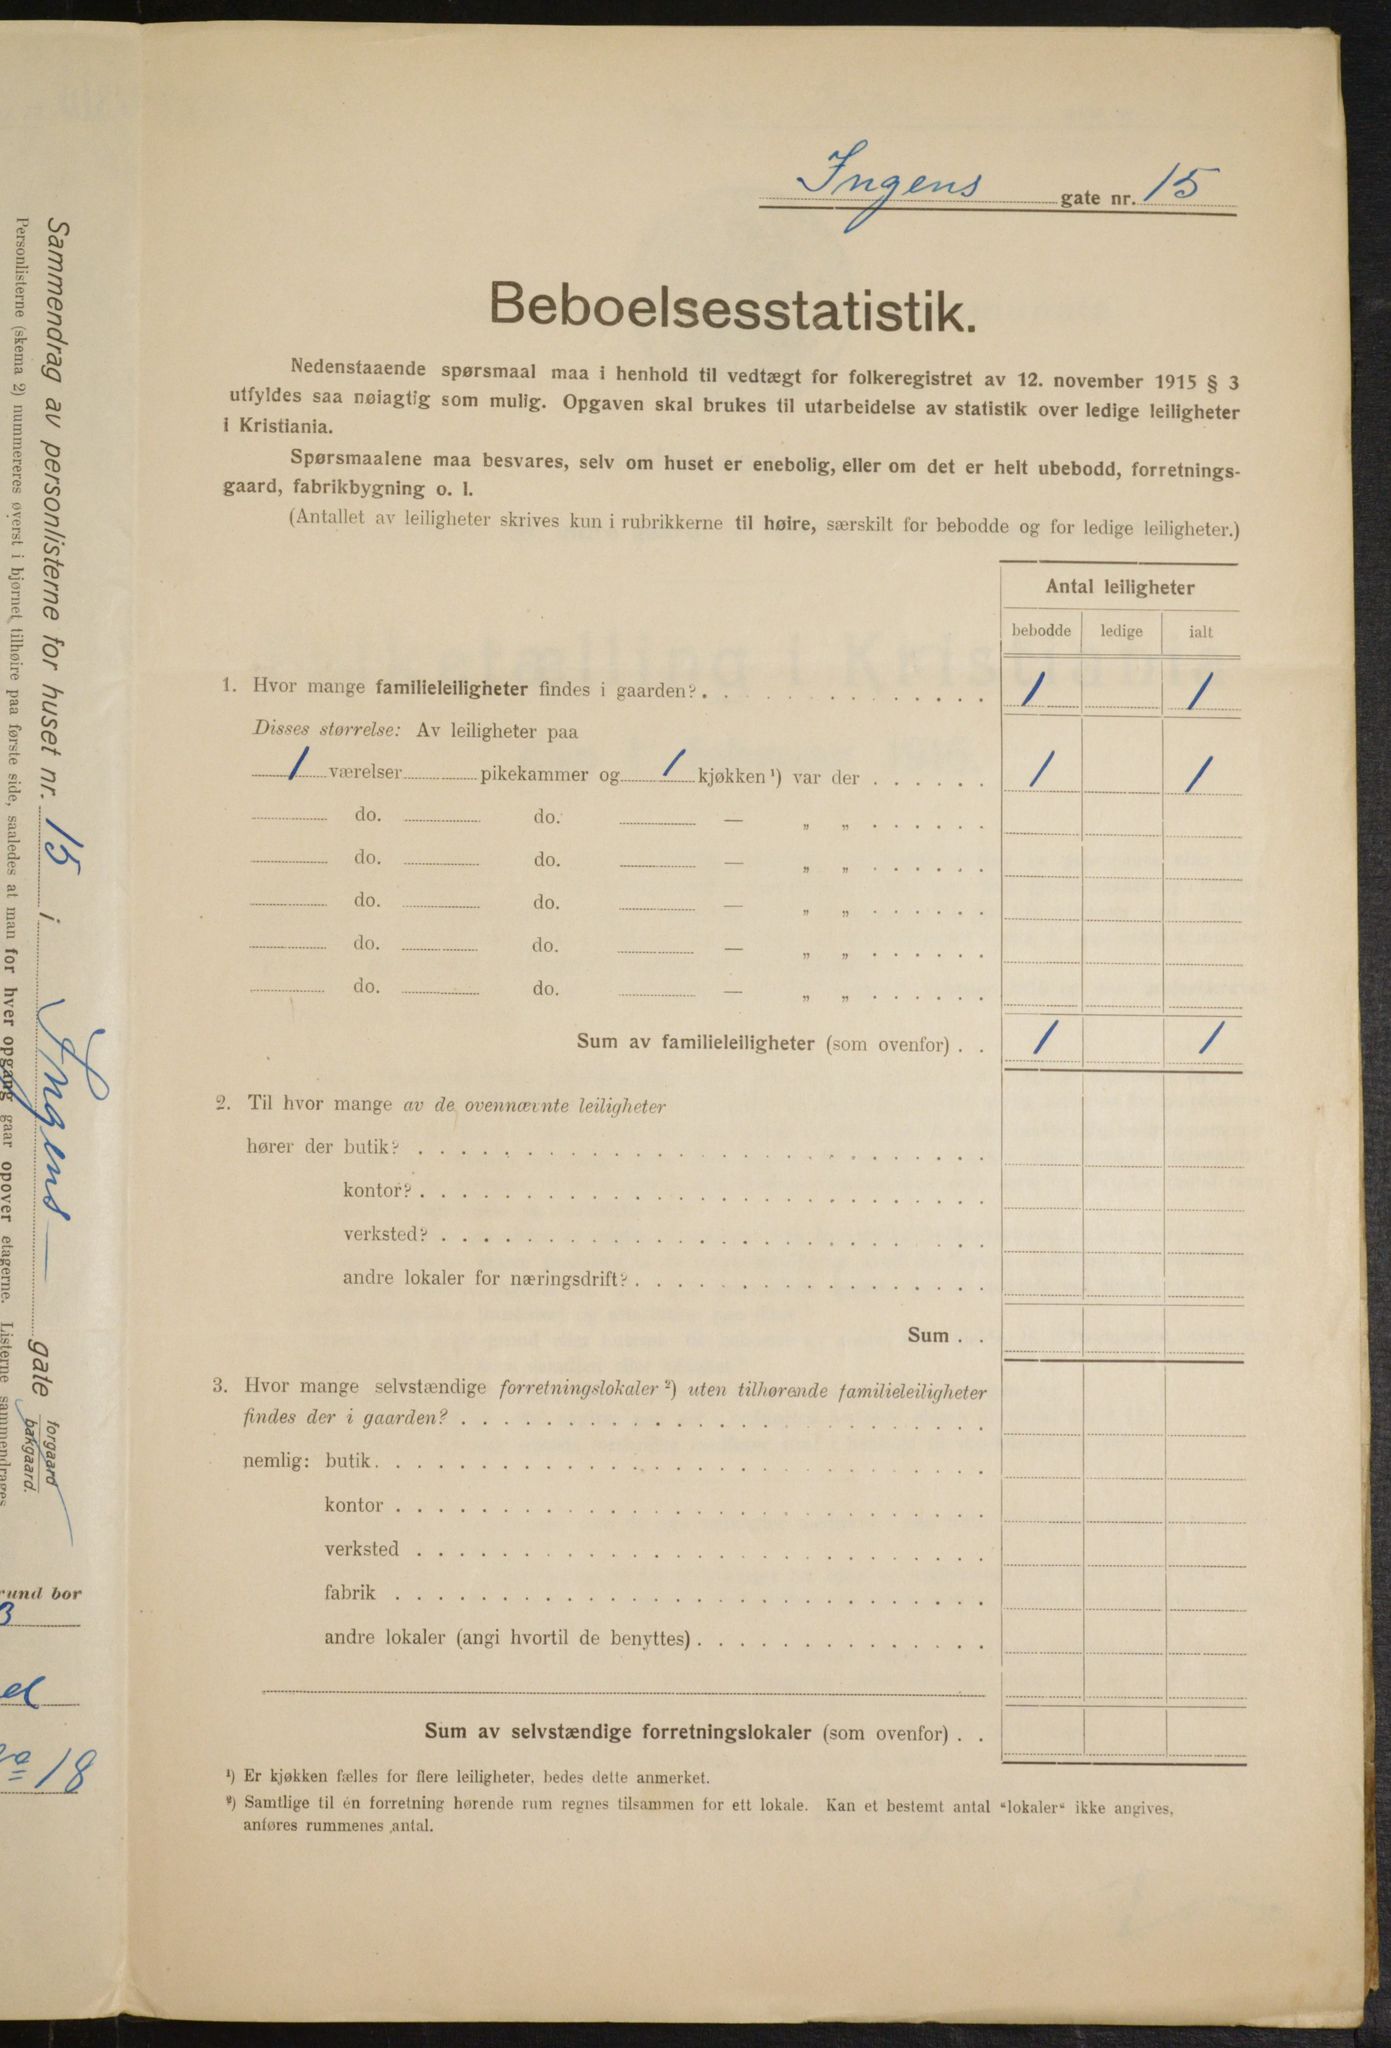 Ingens gate nr. 15
Beboelsesstatistik.
Nedenstaaende spørsmaal maa i henhold til vedtægt for folkeregistret av 12. november 1915 § 3
utfyldes saa nøiagtig som mulig. Opgaven skal brukes til utarbeidelse av statistik over ledige leiligheter
i Kristiania.
Spørsmaalene maa besvares, selv om huset er enebolig, eller om det er helt ubebodd, forretnings-
gaard, fabrikbygning o. l.
(Antallet av leiligheter skrives kun i rubrikkerne til høire, særskilt for bebodde og for ledige leiligheter.)
Antal leiligheter
bebodde ledige ialt
1. Hvor mange familieleiligheter findes i gaarden? . . . . . . . . . . . . . 1 1
Disses størrelse: Av leiligheter paa
1 værelser pikekammer og 1 kjøkken ¹) var der . . . . . . 1 1
do. do. — „ „ . . . . . .
do. do. — „ „ . . . . . .
do. do. — „ „ . . . . . .
do. do. — „ „ . . . . . .
do. do. — „ „ . . . . . .
Sum av familieleiligheter (som ovenfor) . . 1 1
2. Til hvor mange av de ovennævnte leiligheter
hører der butik? . . . . . . . . . . . . . . . . . . . .
kontor? . . . . . . . . . . . . . . . . . . . .
verksted? . . . . . . . . . . . . . . . . . . .
andre lokaler for næringsdrift? . . . . . . . . . . . . .
Sum . .
3. Hvor mange selvstændige forretningslokaler ²) uten tilhørende familieleiligheter
findes der i gaarden? . . . . . . . . . . . . . . . . . . .
nemlig: butik. . . . . . . . . . . . . . . . . . . . . .
kontor . . . . . . . . . . . . . . . . . . . . .
verksted . . . . . . . . . . . . . . . . . . . .
fabrik . . . . . . . . . . . . . . . . . . . . .
andre lokaler (angi hvortil de benyttes) . . . . . . . . . . .
Sum av selvstændige forretningslokaler (som ovenfor) . .
¹) Er kjøkken fælles for flere leiligheter, bedes dette anmerket.
²) Samtlige til én forretning hørende rum regnes tilsammen for ett lokale. Kan et bestemt antal “lokaler“ ikke angives,
anføres rummenes antal.
Sammendrag av personlisterne for huset nr. 15 i Ingens gate forgaard bakgaard.
Personlisterne (skema 2) nummereres øverst i hjørnet tilhøire paa første side, saaledes at man for hver opgang gaar opover etagerne. Listerne sammendrages
rund bor
3
18